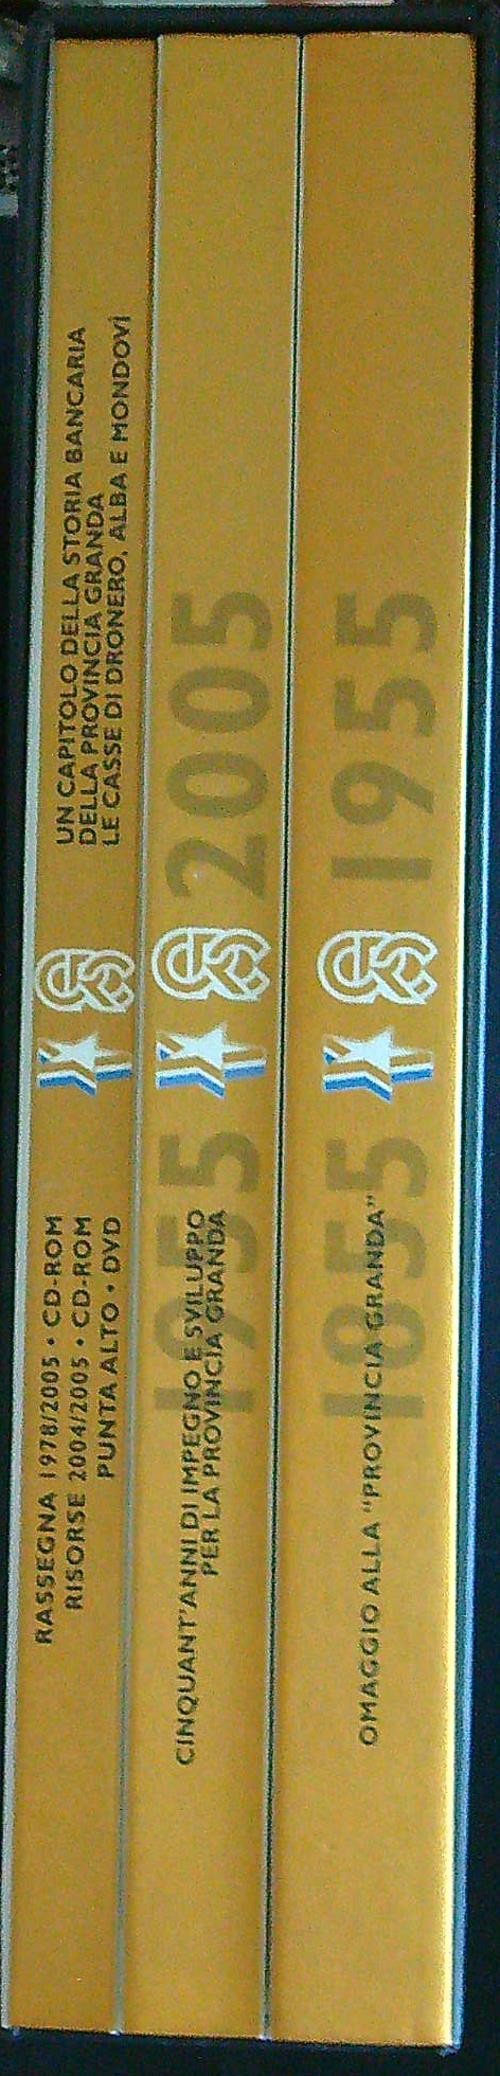 RASSEGNA 1978/2005 • CD-ROM
RISORSE 2004/2005 • CD-ROM
PUNTA ALTO • DVD
UN CAPITOLO DELLA STORIA BANCARIA
DELLA PROVINCIA GRANDA
LE CASSE DI DRONERO, ALBA E MONDOVÌ
CINQUANT'ANNI DI IMPEGNO E SVILUPPO
PER LA PROVINCIA GRANDA
1955 2005
OMAGGIO ALLA "PROVINCIA GRANDA"
1855 1955